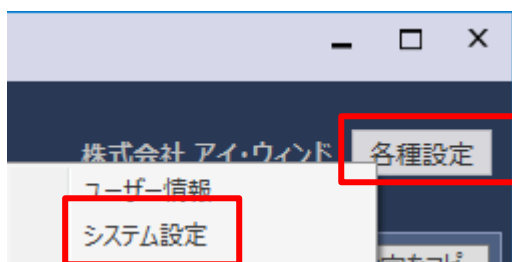 株式会社 アイ・ウィンド 各種設定
ユーザー情報
システム設定